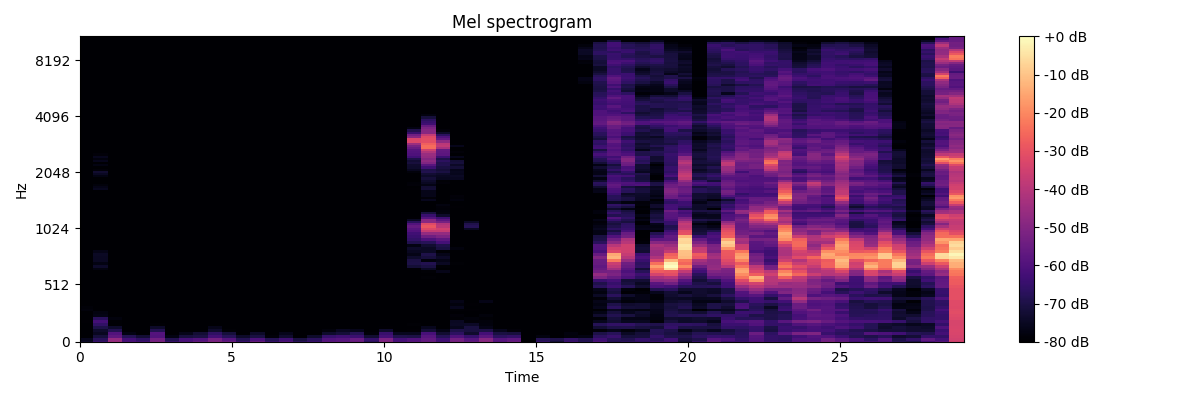 Mel spectrogram
8192
4096
2048
1024
512
0
Hz
0 5 10 15 20 25
Time
+0 dB
-10 dB
-20 dB
-30 dB
-40 dB
-50 dB
-60 dB
-70 dB
-80 dB